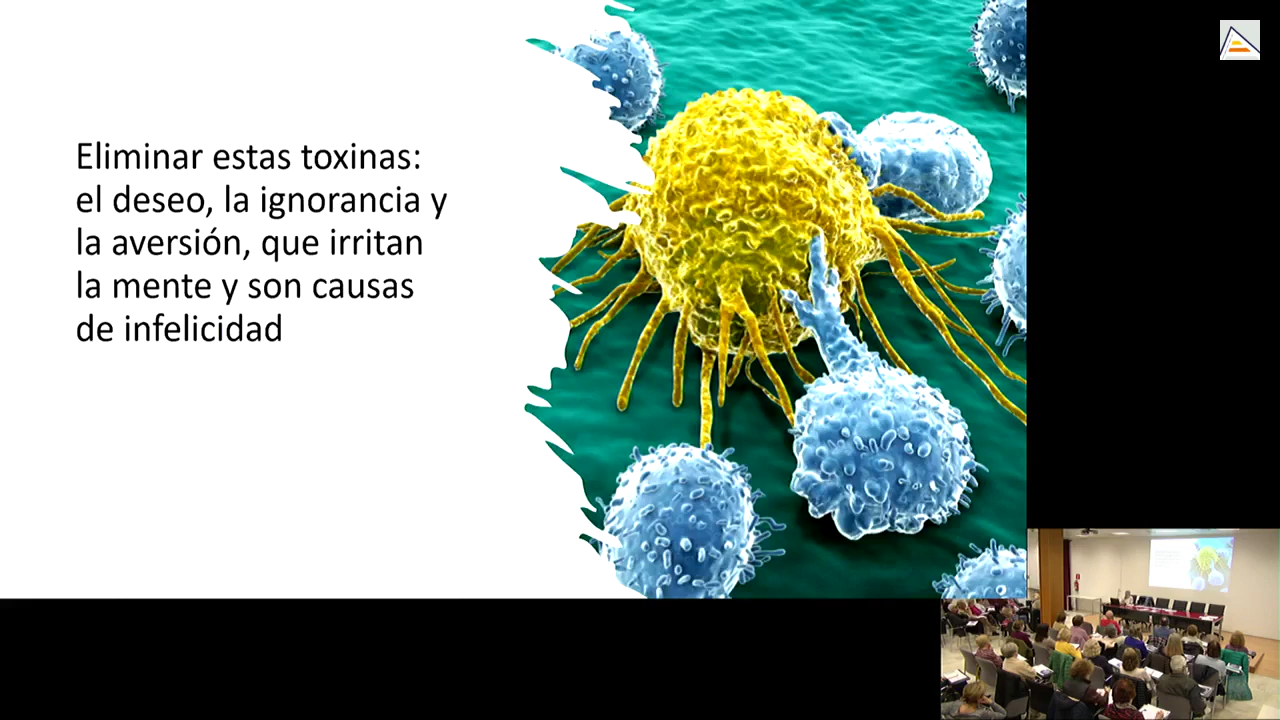 Eliminar estas toxinas:
el deseo, la ignorancia y
la aversión, que irritan
la mente y son causas
de infelicidad